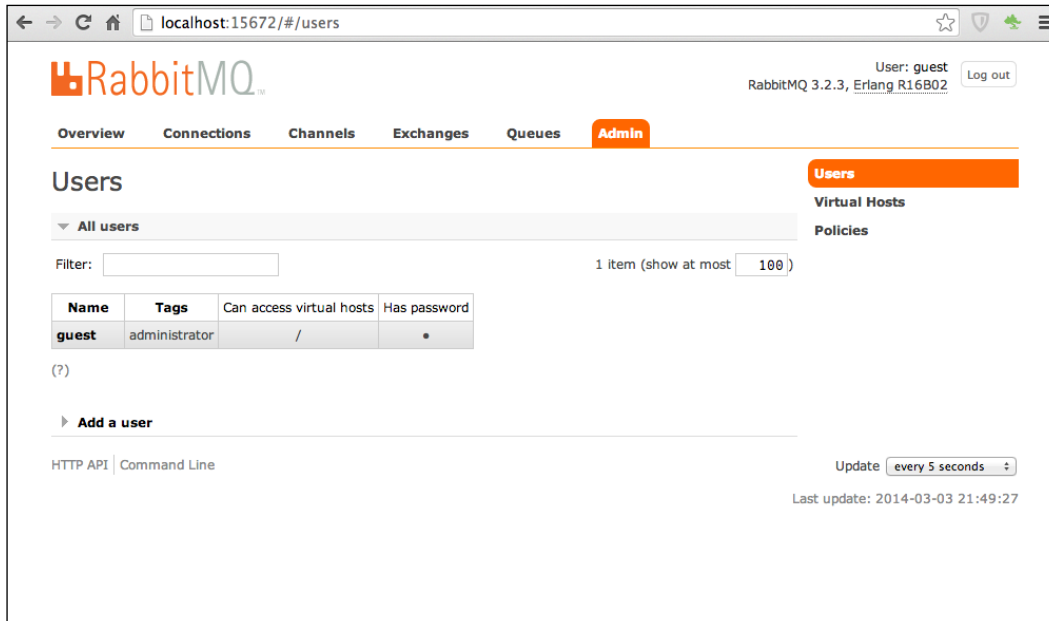 localhost:15672/#/users
RabbitMQ™
User: guest
RabbitMQ 3.2.3, Erlang R16B02
Log out
Overview Connections Channels Exchanges Queues Admin
Users
All users
Filter:
1 item (show at most 100 )
Name Tags Can access virtual hosts Has password
guest administrator / •
(?)
Add a user
HTTP API Command Line
Users
Virtual Hosts
Policies
Update every 5 seconds
Last update: 2014-03-03 21:49:27